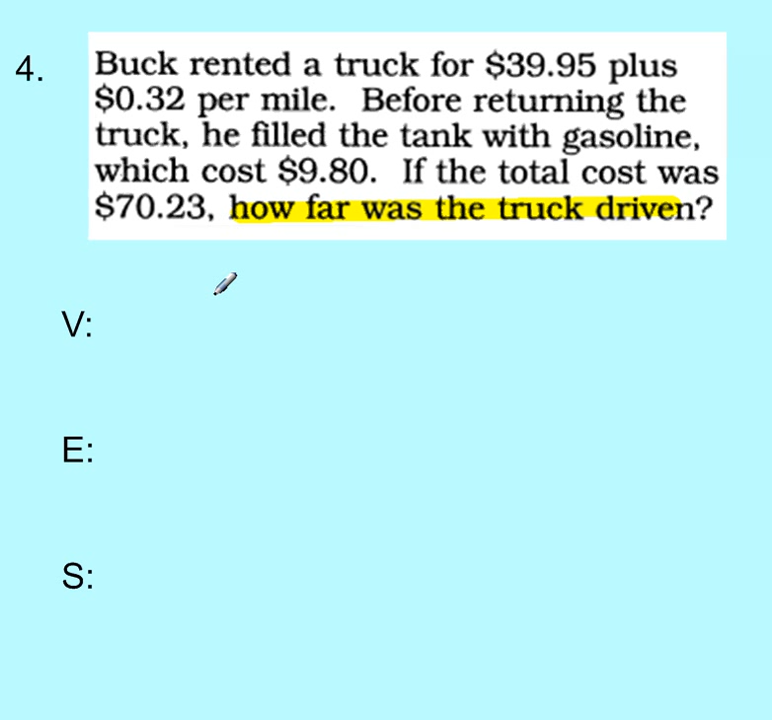 4.
Buck rented a truck for $39.95 plus
$0.32 per mile. Before returning the
truck, he filled the tank with gasoline,
which cost $9.80. If the total cost was
$70.23, how far was the truck driven?
V:
E:
S: